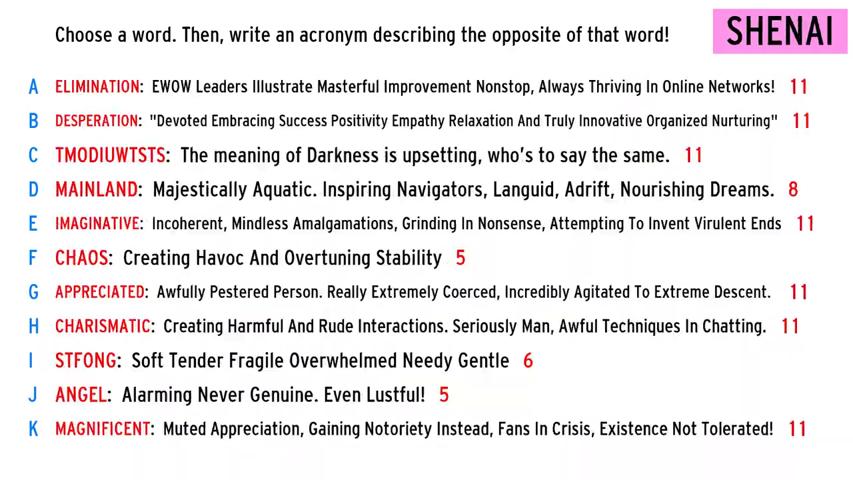 Choose a word. Then, write an acronym describing the opposite of that word!
SHENAI
A ELIMINATION: EWOW Leaders Illustrate Masterful Improvement Nonstop, Always Thriving In Online Networks! 11
B DESPERATION: "Devoted Embracing Success Positivity Empathy Relaxation And Truly Innovative Organized Nurturing" 11
C TMODIUWTSTS: The meaning of Darkness is upsetting, who's to say the same. 11
D MAINLAND: Majestically Aquatic. Inspiring Navigators, Languid, Adrift, Nourishing Dreams. 8
E IMAGINATIVE: Incoherent, Mindless Amalgamations, Grinding In Nonsense, Attempting To Invent Virulent Ends 11
F CHAOS: Creating Havoc And Overtuning Stability 5
G APPRECIATED: Awfully Pestered Person. Really Extremely Coerced, Incredibly Agitated To Extreme Descent. 11
H CHARISMATIC: Creating Harmful And Rude Interactions. Seriously Man, Awful Techniques In Chatting. 11
I STFONG: Soft Tender Fragile Overwhelmed Needy Gentle 6
J ANGEL: Alarming Never Genuine. Even Lustful! 5
K MAGNIFICENT: Muted Appreciation, Gaining Notoriety Instead, Fans In Crisis, Existence Not Tolerated! 11